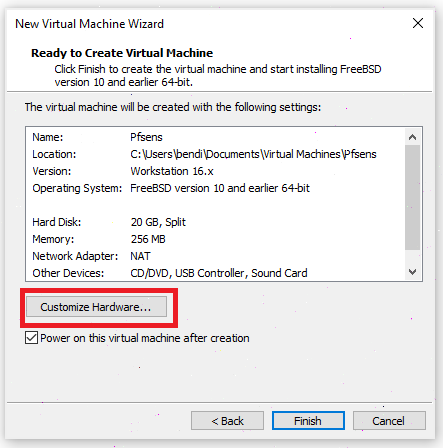 New Virtual Machine Wizard
Ready to Create Virtual Machine
Click Finish to create the virtual machine and start installing FreeBSD
version 10 and earlier 64-bit.
The virtual machine will be created with the following settings:
Name: Pfsens
Location: C:\Users\bendi\Documents\Virtual Machines\Pfsens
Version: Workstation 16.x
Operating System: FreeBSD version 10 and earlier 64-bit
Hard Disk: 20 GB, Split
Memory: 256 MB
Network Adapter: NAT
Other Devices: CD/DVD, USB Controller, Sound Card
Customize Hardware...
Power on this virtual machine after creation
< Back Finish Cancel